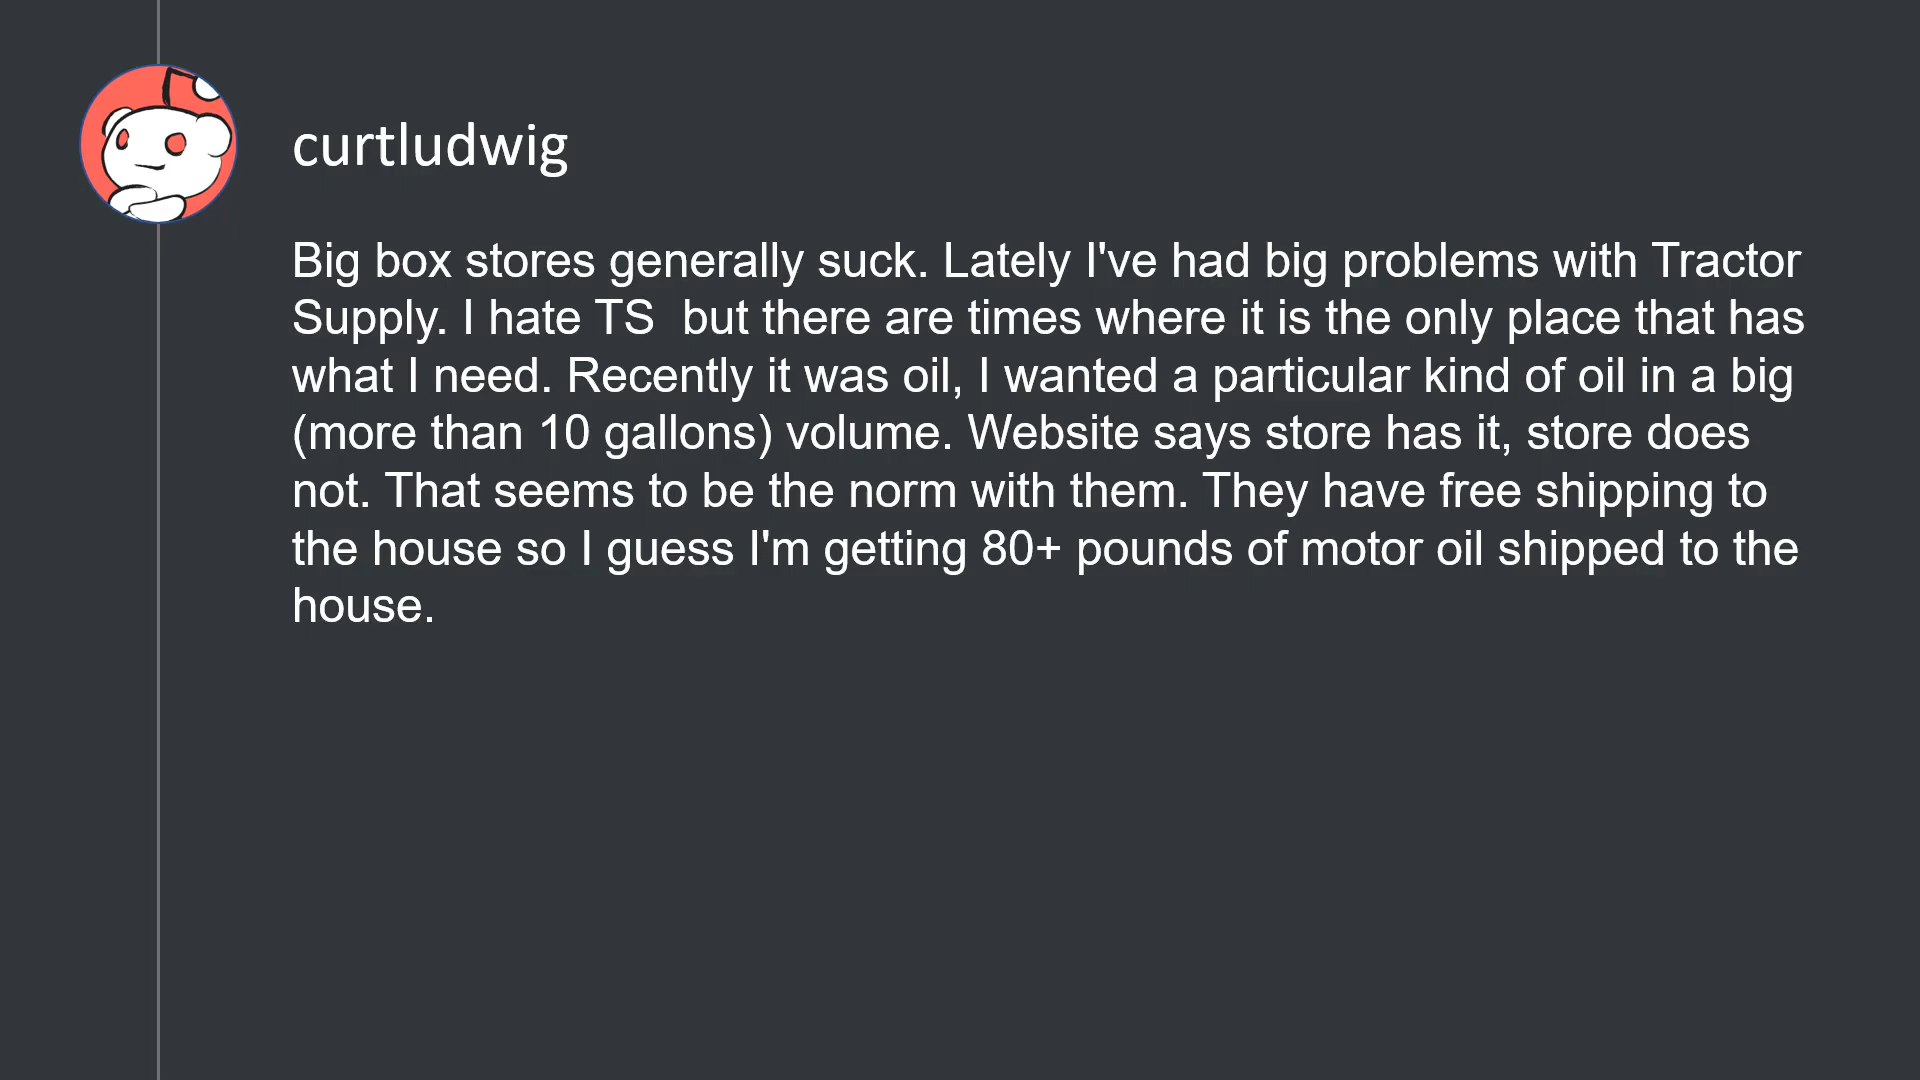 curtludwig
Big box stores generally suck. Lately I've had big problems with Tractor
Supply. I hate TS  but there are times where it is the only place that has
what I need. Recently it was oil, I wanted a particular kind of oil in a big
(more than 10 gallons) volume. Website says store has it, store does
not. That seems to be the norm with them. They have free shipping to
the house so I guess I'm getting 80+ pounds of motor oil shipped to the
house.